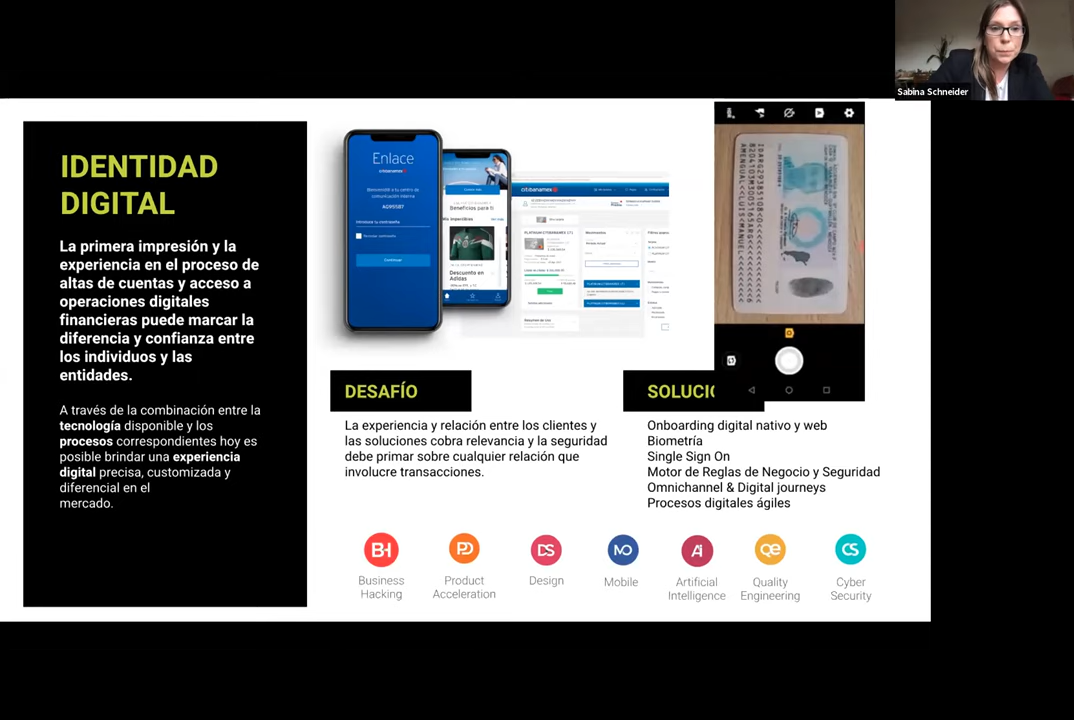 Sabina Schneider
IDENTIDAD
DIGITAL
La primera impresión y la
experiencia en el proceso de
altas de cuentas y acceso a
operaciones digitales
financieras puede marcar la
diferencia y confianza entre
los individuos y las
entidades.
A través de la combinación entre la
tecnología disponible y los
procesos correspondientes hoy es
posible brindar una experiencia
digital precisa, customizada y
diferencial en el
mercado.
Enlace
citibanamex
Continuar
Beneficios para ti
Descuento en
Adidas
citibanamex
DESAFÍO
La experiencia y relación entre los clientes y
las soluciones cobra relevancia y la seguridad
debe primar sobre cualquier relación que
involucre transacciones.
SOLUCIO
Onboarding digital nativo y web
Biometría
Single Sign On
Motor de Reglas de Negocio y Seguridad
Omnichannel & Digital journeys
Procesos digitales ágiles
BH
Business
Hacking
PD
Product
Acceleration
DS
Design
MO
Mobile
Ai
Artificial
Intelligence
QE
Quality
Engineering
CS
Cyber
Security